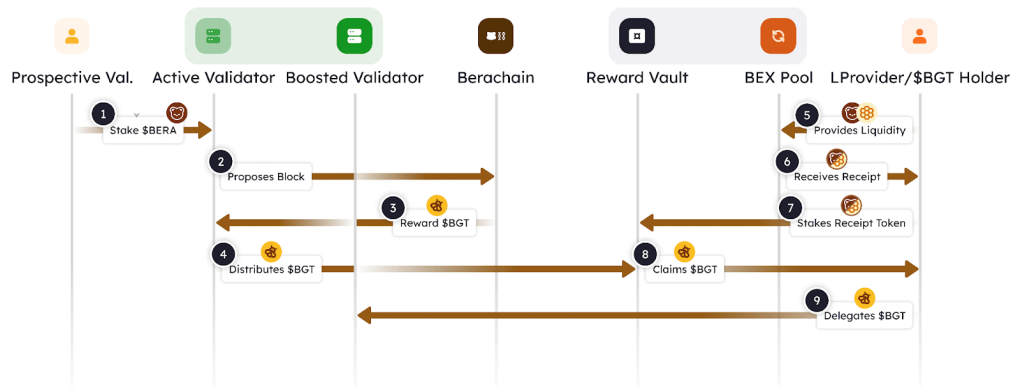 Prospective Val.
Active Validator
Boosted Validator
Berachain
Reward Vault
BEX Pool
LProvider/$BGT Holder
1
Stake $BERA
5
Provides Liquidity
2
Proposes Block
6
Receives Receipt
3
Reward $BGT
7
Stakes Receipt Token
4
Distributes $BGT
8
Claims $BGT
9
Delegates $BGT